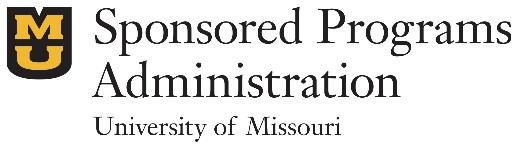 MU
Sponsored Programs
Administration
University of Missouri